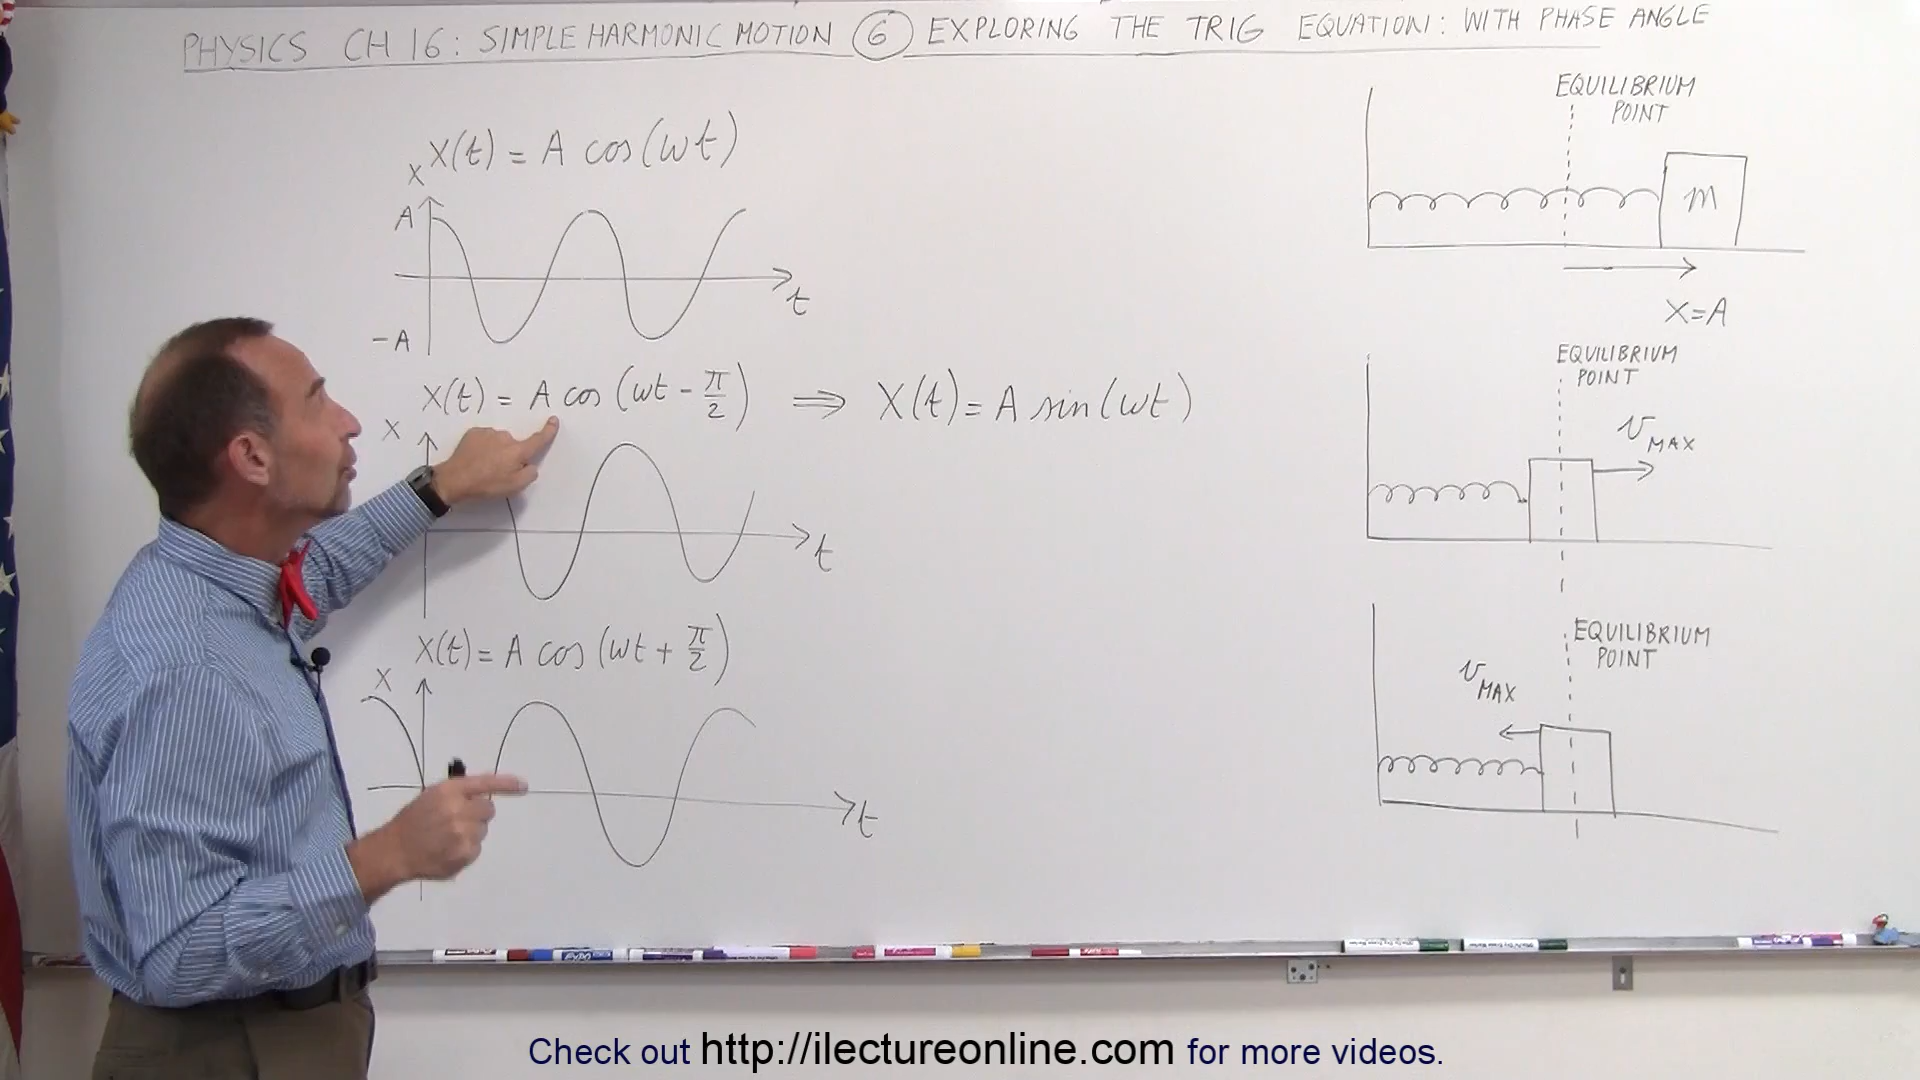 PHYSICS CH 16: SIMPLE HARMONIC MOTION 6 EXPLORING THE TRIG EQUATION: WITH PHASE ANGLE
X(t) = A cos(ωt)
x
A
-A
t
X(t) = A cos(ωt - π/2) ⇒ X(t) = A sin(ωt)
x
t
X(t) = A cos(ωt + π/2)
x
t
EQUILIBRIUM
POINT
m
X=A
EQUILIBRIUM
POINT
v MAX
EQUILIBRIUM
POINT
v MAX
Check out http://ilectureonline.com for more videos.